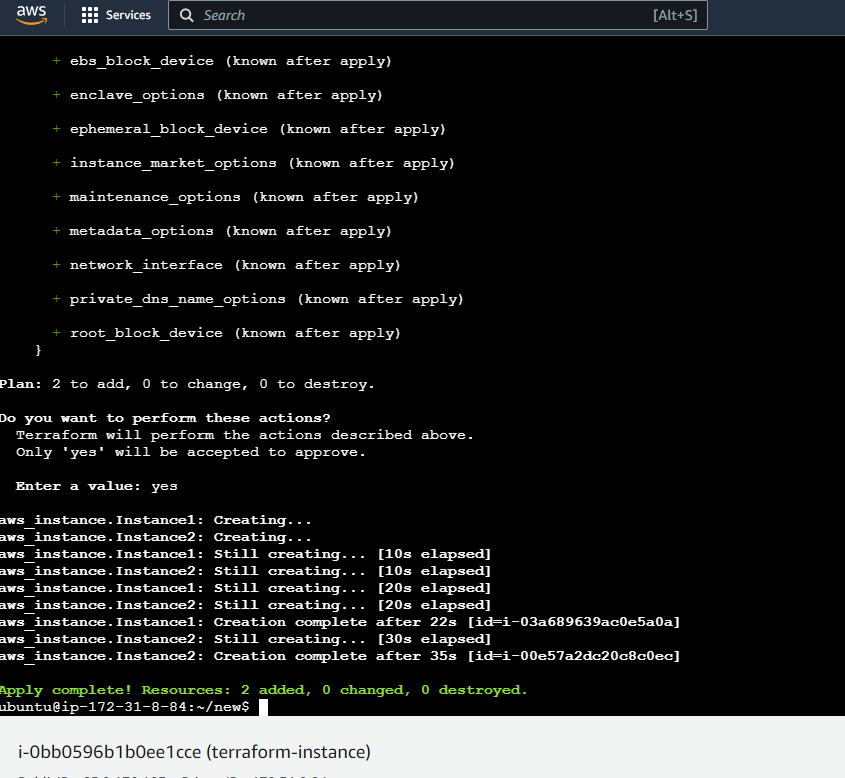 aws
Services
Search
[Alt+S]
+ ebs_block_device (known after apply)
+ enclave_options (known after apply)
+ ephemeral_block_device (known after apply)
+ instance_market_options (known after apply)
+ maintenance_options (known after apply)
+ metadata_options (known after apply)
+ network_interface (known after apply)
+ private_dns_name_options (known after apply)
+ root_block_device (known after apply)
}
Plan: 2 to add, 0 to change, 0 to destroy.
Do you want to perform these actions?
Terraform will perform the actions described above.
Only 'yes' will be accepted to approve.
Enter a value: yes
aws_instance.Instance1: Creating...
aws_instance.Instance2: Creating...
aws_instance.Instance1: Still creating... [10s elapsed]
aws_instance.Instance2: Still creating... [10s elapsed]
aws_instance.Instance1: Still creating... [20s elapsed]
aws_instance.Instance2: Still creating... [20s elapsed]
aws_instance.Instance1: Creation complete after 22s [id=i-03a689639ac0e5a0a]
aws_instance.Instance2: Still creating... [30s elapsed]
aws_instance.Instance2: Creation complete after 35s [id=i-00e57a2dc20c8c0ec]
Apply complete! Resources: 2 added, 0 changed, 0 destroyed.
ubuntu@ip-172-31-8-84:~/new$
i-0bb0596b1b0ee1cce (terraform-instance)